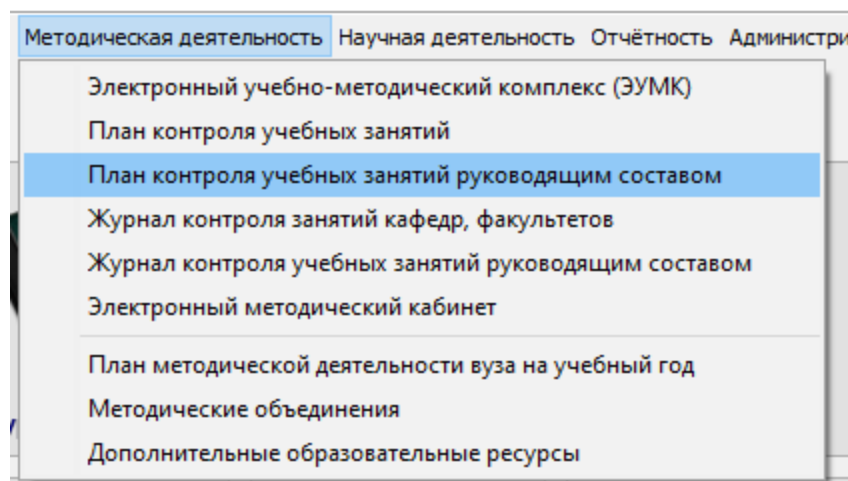 Методическая деятельность Научная деятельность Отчётность
Электронный учебно-методический комплекс (ЭУМК)
План контроля учебных занятий
План контроля учебных занятий руководящим составом
Журнал контроля занятий кафедр, факультетов
Журнал контроля учебных занятий руководящим составом
Электронный методический кабинет
План методической деятельности вуза на учебный год
Методические объединения
Дополнительные образовательные ресурсы